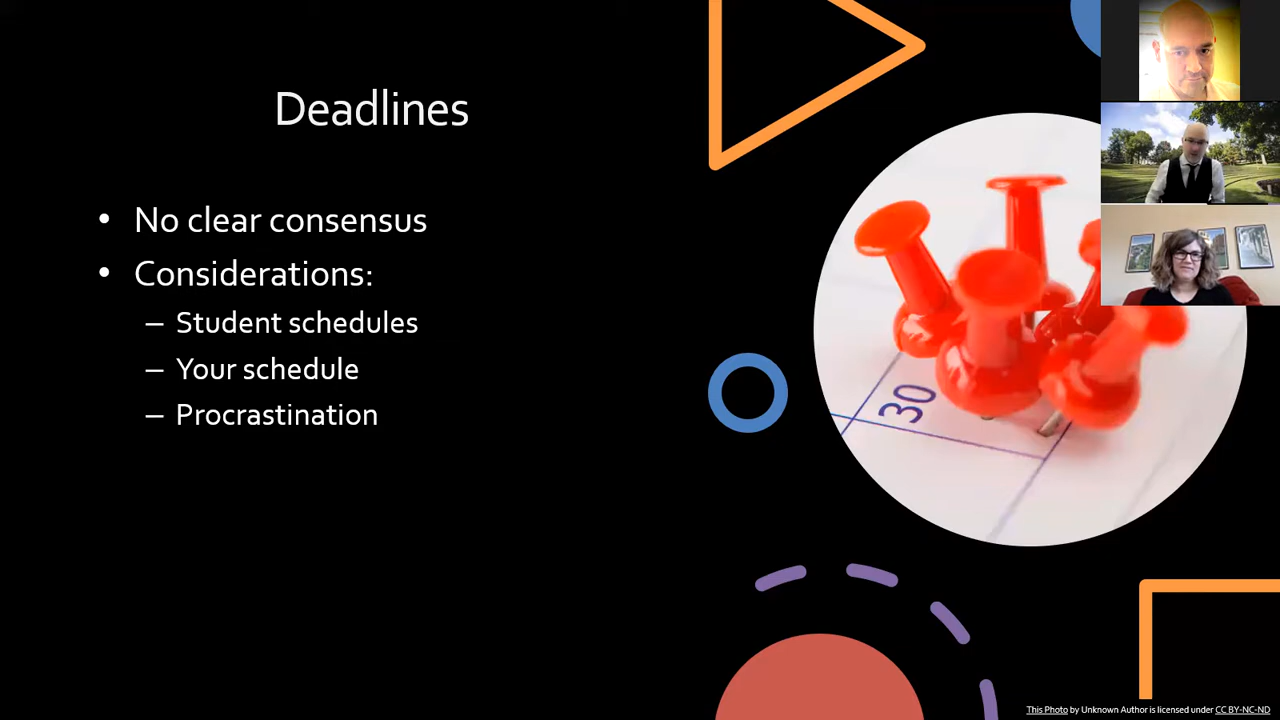 Deadlines
• No clear consensus
• Considerations:
– Student schedules
– Your schedule
– Procrastination
30
This Photo by Unknown Author is licensed under CC BY-NC-ND